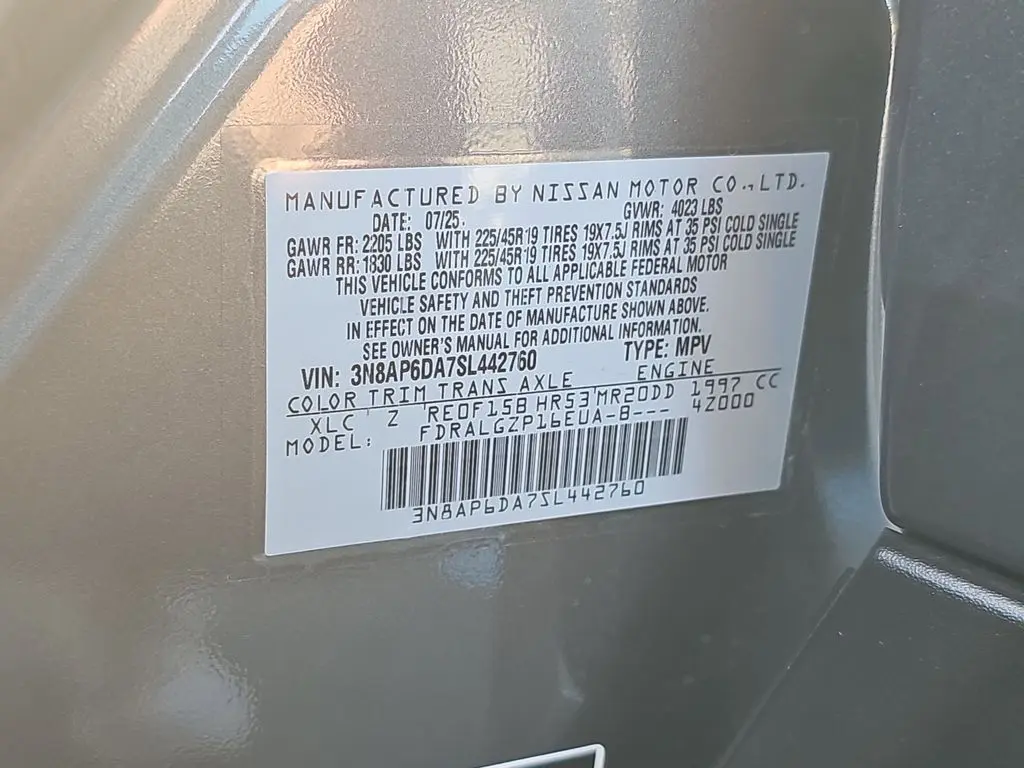 MANUFACTURED BY NISSAN MOTOR CO., LTD.
DATE: 07/25. GVWR: 4023 LBS
GAWR FR: 2205 LBS WITH 225/45R19 TIRES 19X7.5J RIMS AT 35 PSI COLD SINGLE
GAWR RR: 1830 LBS WITH 225/45R19 TIRES 19X7.5J RIMS AT 35 PSI COLD SINGLE
THIS VEHICLE CONFORMS TO ALL APPLICABLE FEDERAL MOTOR
VEHICLE SAFETY AND THEFT PREVENTION STANDARDS
IN EFFECT ON THE DATE OF MANUFACTURE SHOWN ABOVE.
SEE OWNER'S MANUAL FOR ADDITIONAL INFORMATION.
VIN: 3N8AP6DA7SL442760 TYPE: MPV
COLOR TRIM TRANS AXLE ENGINE
XLC Z RE0F15B HR53 MR20DD 1997 CC
MODEL: FDRALGZP16EUA-B--- 4Z000
3N8AP6DA7SL442760